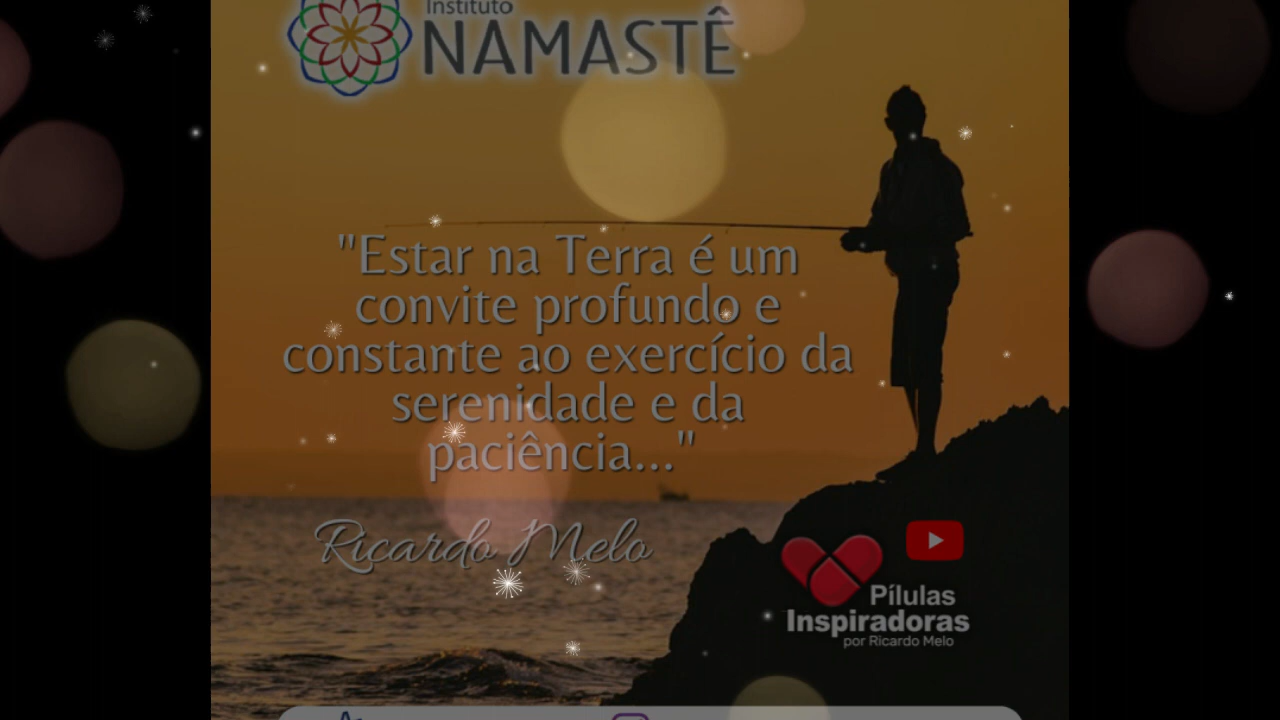 Instituto
NAMASTÊ
"Estar na Terra é um
convite profundo e
constante ao exercício da
serenidade e da
paciência..."
Ricardo Melo
Pílulas
Inspiradoras
por Ricardo Melo